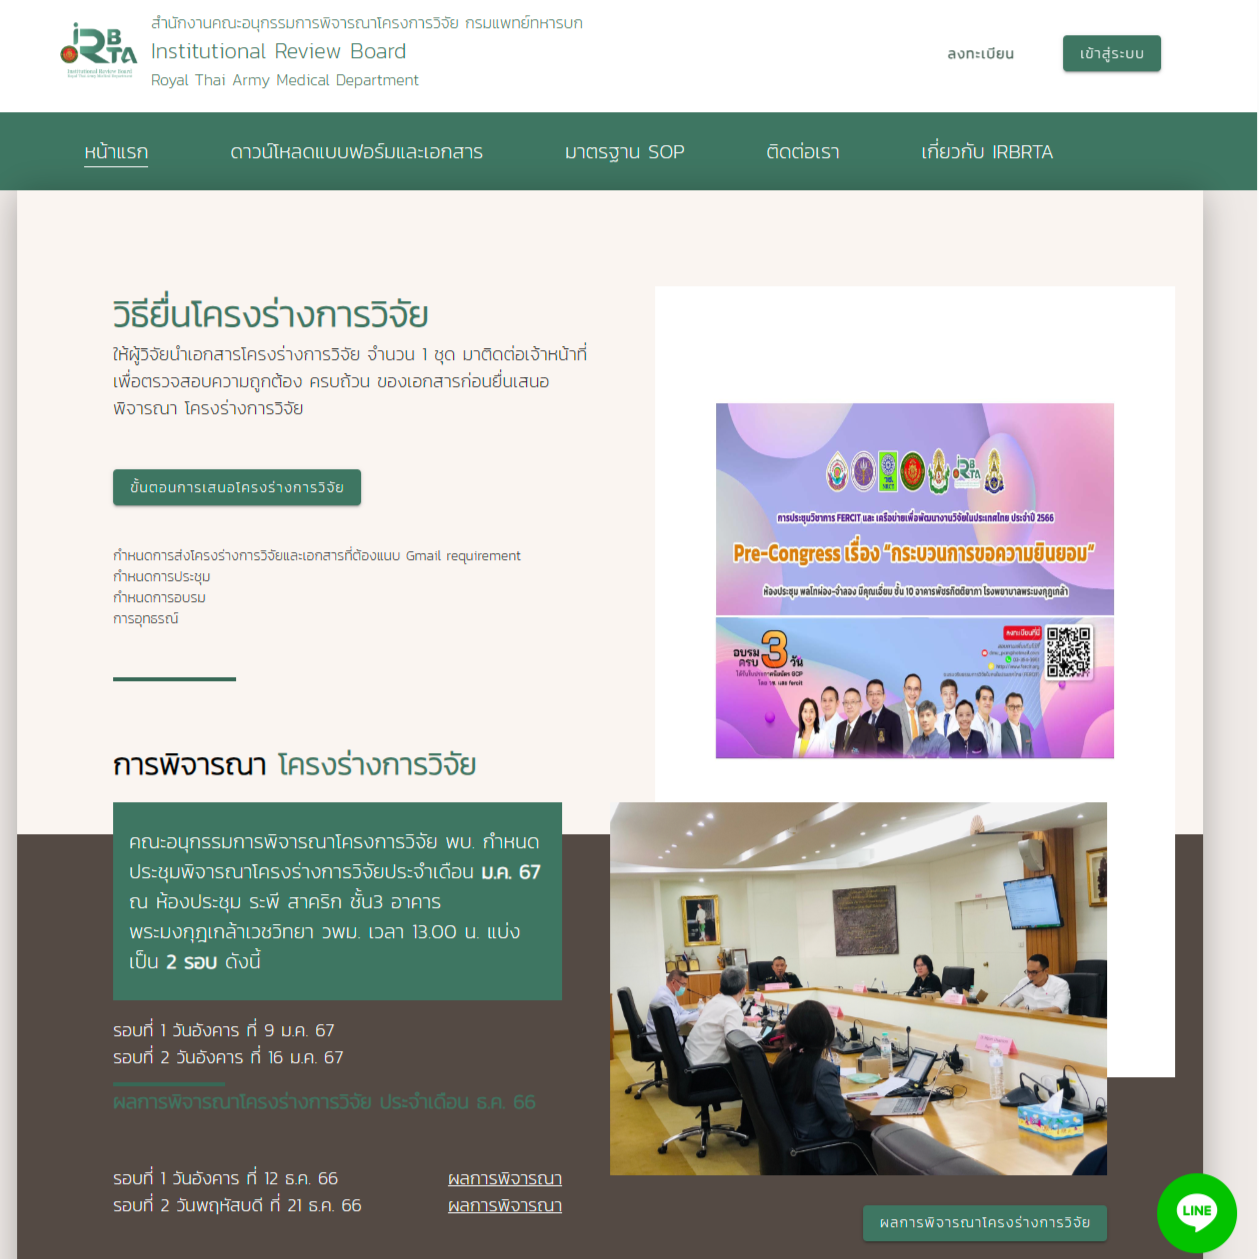 สำนักงานคณะอนุกรรมการพิจารณาโครงการวิจัย กรมแพทย์ทหารบก
IRB RTA
Institutional Review Board
Royal Thai Army Medical Department
ลงทะเบียน
เข้าสู่ระบบ
หน้าแรก
ดาวน์โหลดแบบฟอร์มและเอกสาร
มาตรฐาน SOP
ติดต่อเรา
เกี่ยวกับ IRBRTA
วิธียื่นโครงร่างการวิจัย
ให้ผู้วิจัยนำเอกสารโครงร่างการวิจัย จำนวน 1 ชุด มาติดต่อเจ้าหน้าที่
เพื่อตรวจสอบความถูกต้อง ครบถ้วน ของเอกสารก่อนยื่นเสนอ
พิจารณา โครงร่างการวิจัย
ขั้นตอนการเสนอโครงร่างการวิจัย
กำหนดการส่งโครงร่างการวิจัยและเอกสารที่ต้องแนบ Gmail requirement
กำหนดการประชุม
กำหนดการอบรม
การอุทธรณ์
การประชุมวิชาการ FERCIT และ เครือข่ายเพื่อพัฒนางานวิจัยในประเทศไทย ประจำปี 2566
Pre-Congress เรื่อง “กระบวนการขอความยินยอม”
ห้องประชุม พลโทผ่อง-จำลอง มีคุณเอี่ยม ชั้น 10 อาคารพัชรกิติยาภา โรงพยาบาลพระมงกุฎเกล้า
อบรม
ครบ 3 วัน
ลงทะเบียนที่นี่
การพิจารณา โครงร่างการวิจัย
คณะอนุกรรมการพิจารณาโครงการวิจัย พบ. กำหนด
ประชุมพิจารณาโครงร่างการวิจัยประจำเดือน ม.ค. 67
ณ ห้องประชุม ระพี สาคริก ชั้น3 อาคาร
พระมงกุฎเกล้าเวชวิทยา วพม. เวลา 13.00 น. แบ่ง
เป็น 2 รอบ ดังนี้
รอบที่ 1 วันอังคาร ที่ 9 ม.ค. 67
รอบที่ 2 วันอังคาร ที่ 16 ม.ค. 67
ผลการพิจารณาโครงร่างการวิจัย ประจำเดือน ธ.ค. 66
รอบที่ 1 วันอังคาร ที่ 12 ธ.ค. 66 ผลการพิจารณา
รอบที่ 2 วันพฤหัสบดี ที่ 21 ธ.ค. 66 ผลการพิจารณา
ผลการพิจารณาโครงร่างการวิจัย
LINE